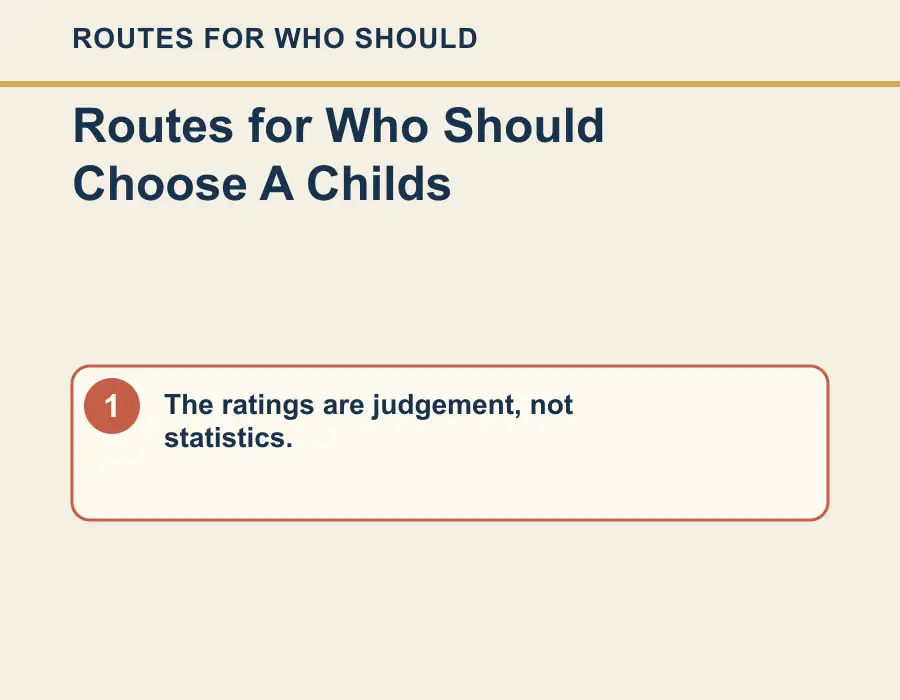 ROUTES FOR WHO SHOULD
Routes for Who Should
Choose A Childs
1
The ratings are judgement, not
statistics.